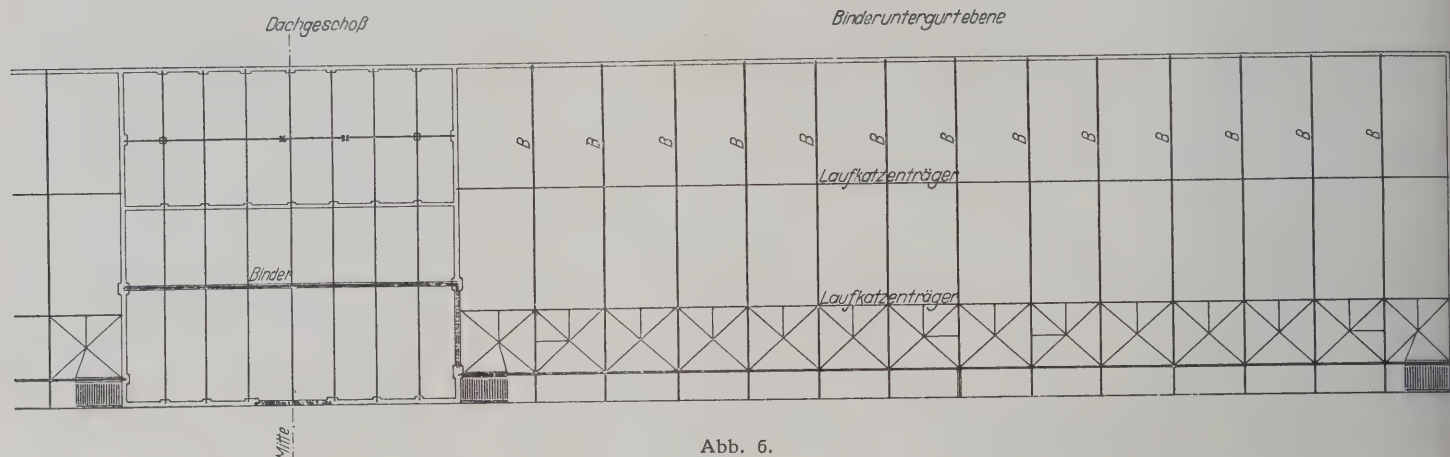 Dachgeschoß
Binderuntergurtebene
B B B B B B B B B B B B B
Laufkatzenträger
Binder
Laufkatzenträger
Mitte
Abb. 6.